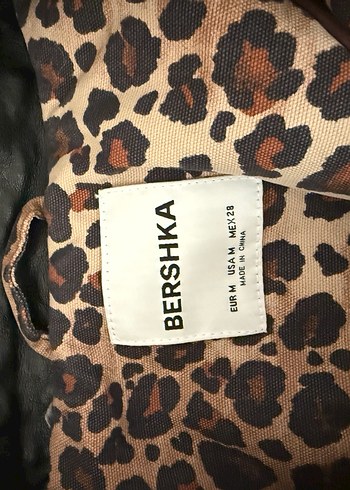 BERSHKA
EUR M USA M MEX 28
MADE IN CHINA